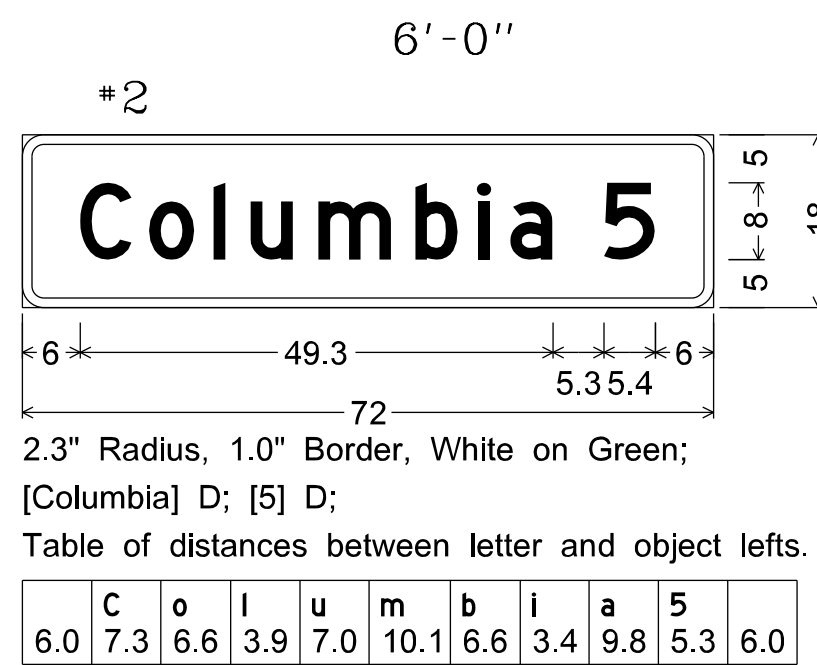 6'-0"
#2
Columbia 5
5
8
5
6 49.3 6
5.3 5.4
72
2.3" Radius, 1.0" Border, White on Green;
[Columbia] D; [5] D;
Table of distances between letter and object lefts.
C o l u m b i a 5
6.0 7.3 6.6 3.9 7.0 10.1 6.6 3.4 9.8 5.3 6.0